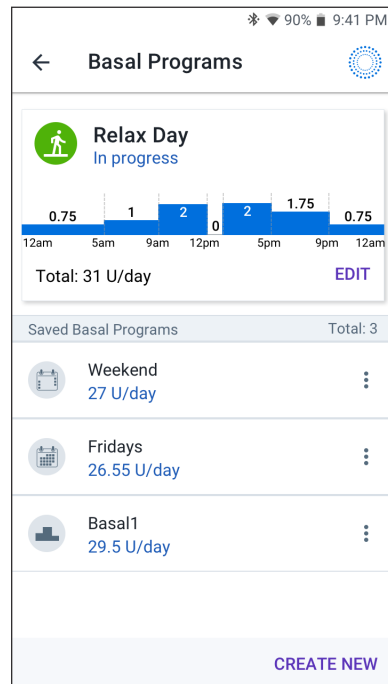 90% 9:41 PM
Basal Programs
Relax Day
In progress
0.75 1 2 0 2 1.75 0.75
12am 5am 9am 12pm 5pm 9pm 12am
Total: 31 U/day EDIT
Saved Basal Programs Total: 3
Weekend
27 U/day
Fridays
26.55 U/day
Basal1
29.5 U/day
CREATE NEW